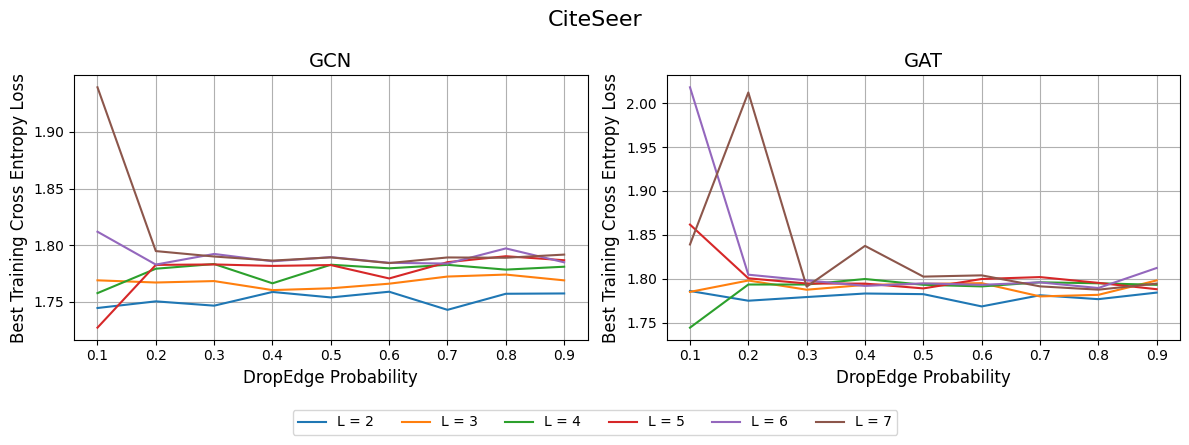 CiteSeer
GCN
Best Training Cross Entropy Loss
1.90
1.85
1.80
1.75
0.1 0.2 0.3 0.4 0.5 0.6 0.7 0.8 0.9
DropEdge Probability
GAT
Best Training Cross Entropy Loss
2.00
1.95
1.90
1.85
1.80
1.75
0.1 0.2 0.3 0.4 0.5 0.6 0.7 0.8 0.9
DropEdge Probability
L = 2 L = 3 L = 4 L = 5 L = 6 L = 7